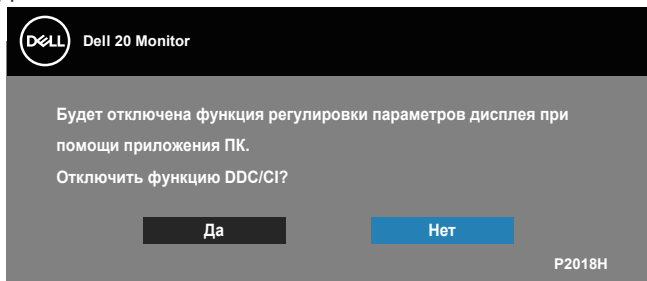 DELL Dell 20 Monitor
Будет отключена функция регулировки параметров дисплея при
помощи приложения ПК.
Отключить функцию DDC/CI?
Да Нет
P2018H